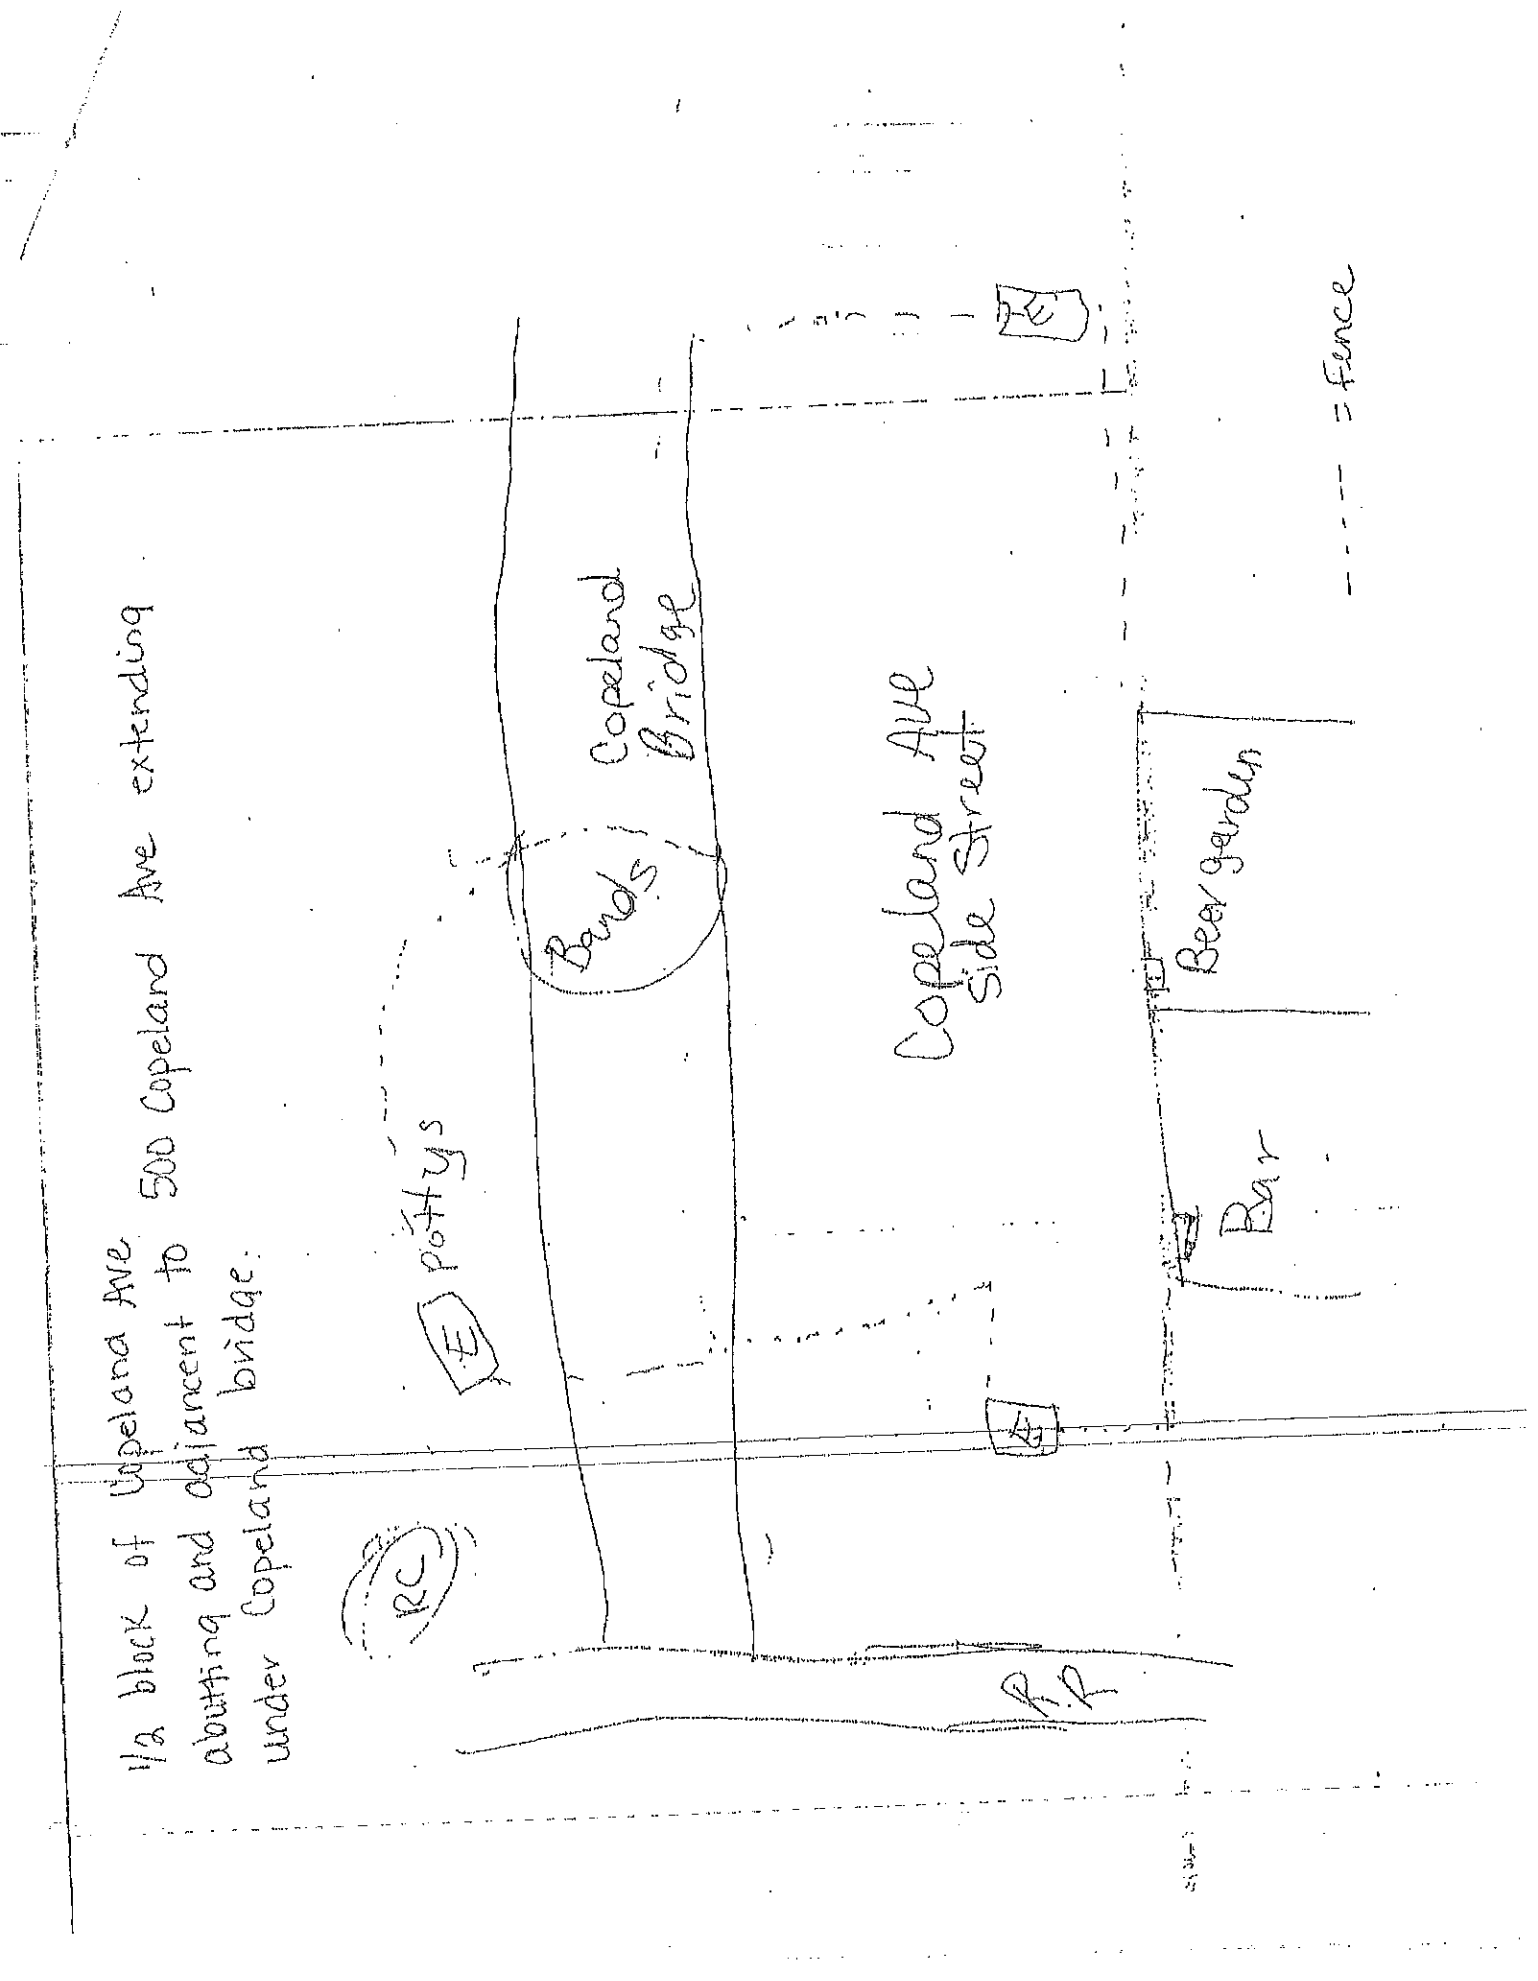 1/2 block of Copeland Ave
abutting and adjancent to 500 Copeland Ave extending
under Copeland bridge.
RC
E
pottys
Bands
Copeland
Bridge
Copeland Ave
Side Street
E
E
R.R
Bar
Beergarden
---- = fence